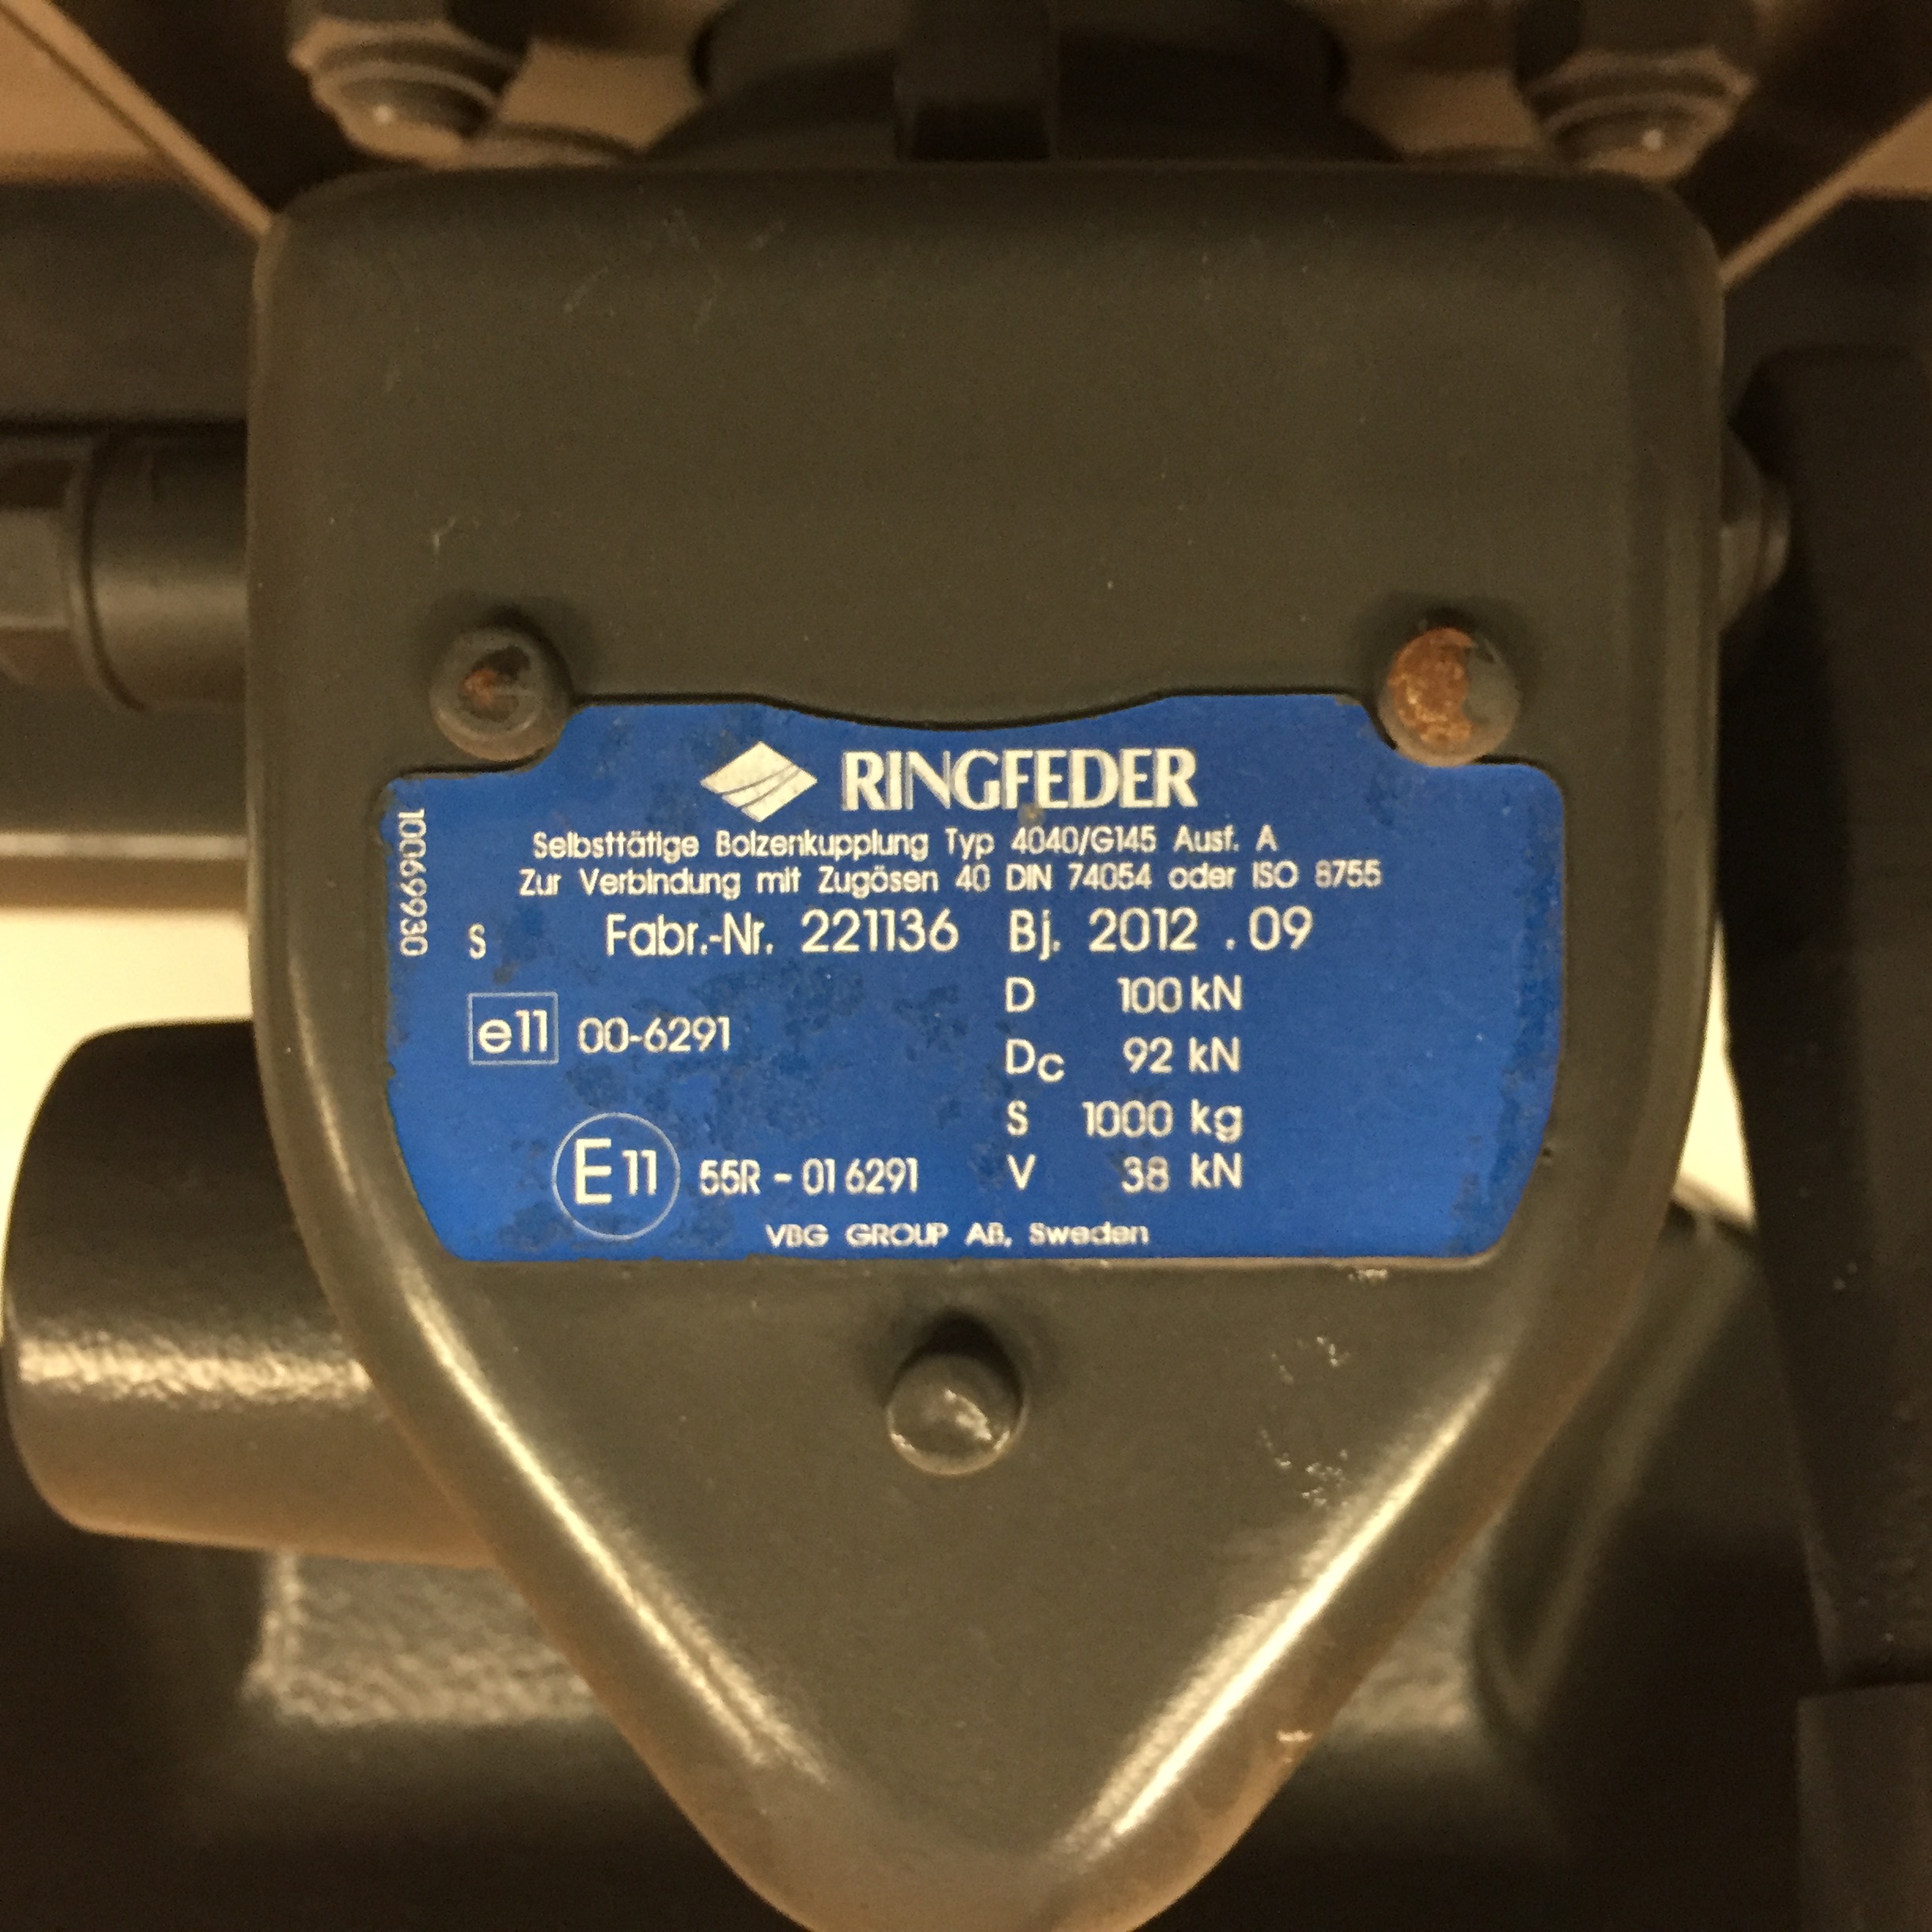 RINGFEDER
Selbsttätige Bolzenkupplung Typ 4040/G145 Ausf. A
Zur Verbindung mit Zugösen 40 DIN 74054 oder ISO 8755
10069930
S Fabr.-Nr. 221136 Bj. 2012 .09
D 100 kN
e11 00-6291
Dc 92 kN
S 1000 kg
E11 55R - 01 6291
V 38 kN
VBG GROUP AB, Sweden